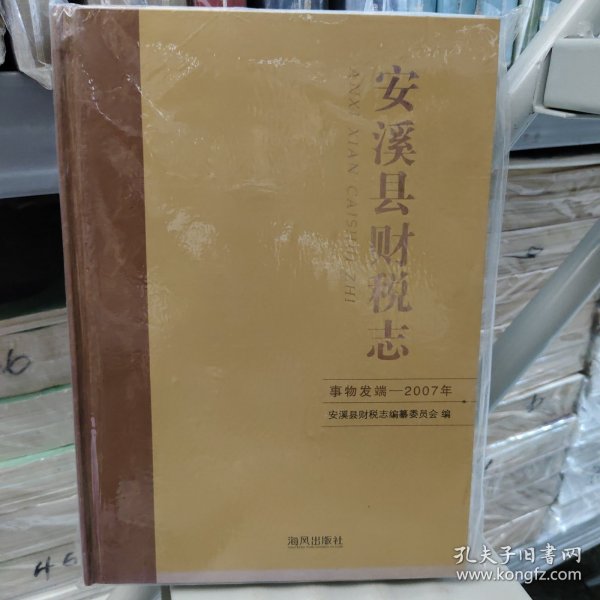 安溪县财税志
ANXI XIAN CAISHUI ZHI
事物发端—2007年
安溪县财税志编纂委员会 编
海风出版社
孔夫子旧书网
www.kongfz.com